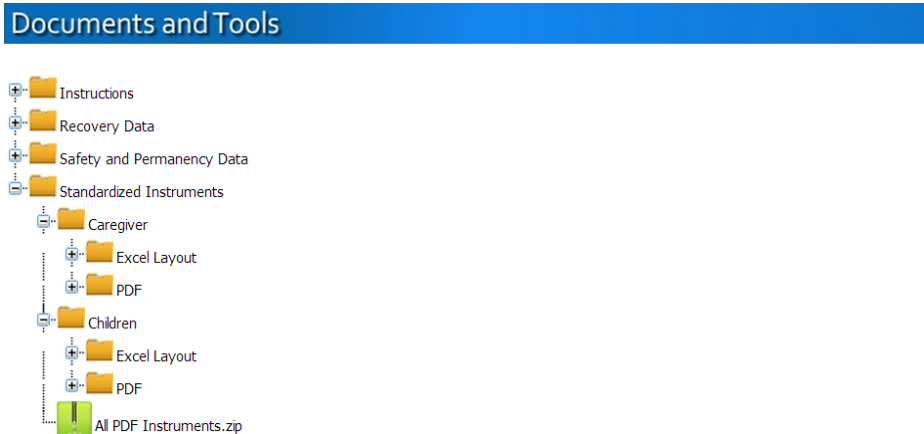 Documents and Tools
Instructions
Recovery Data
Safety and Permanency Data
Standardized Instruments
Caregiver
Excel Layout
PDF
Children
Excel Layout
PDF
All PDF Instruments.zip